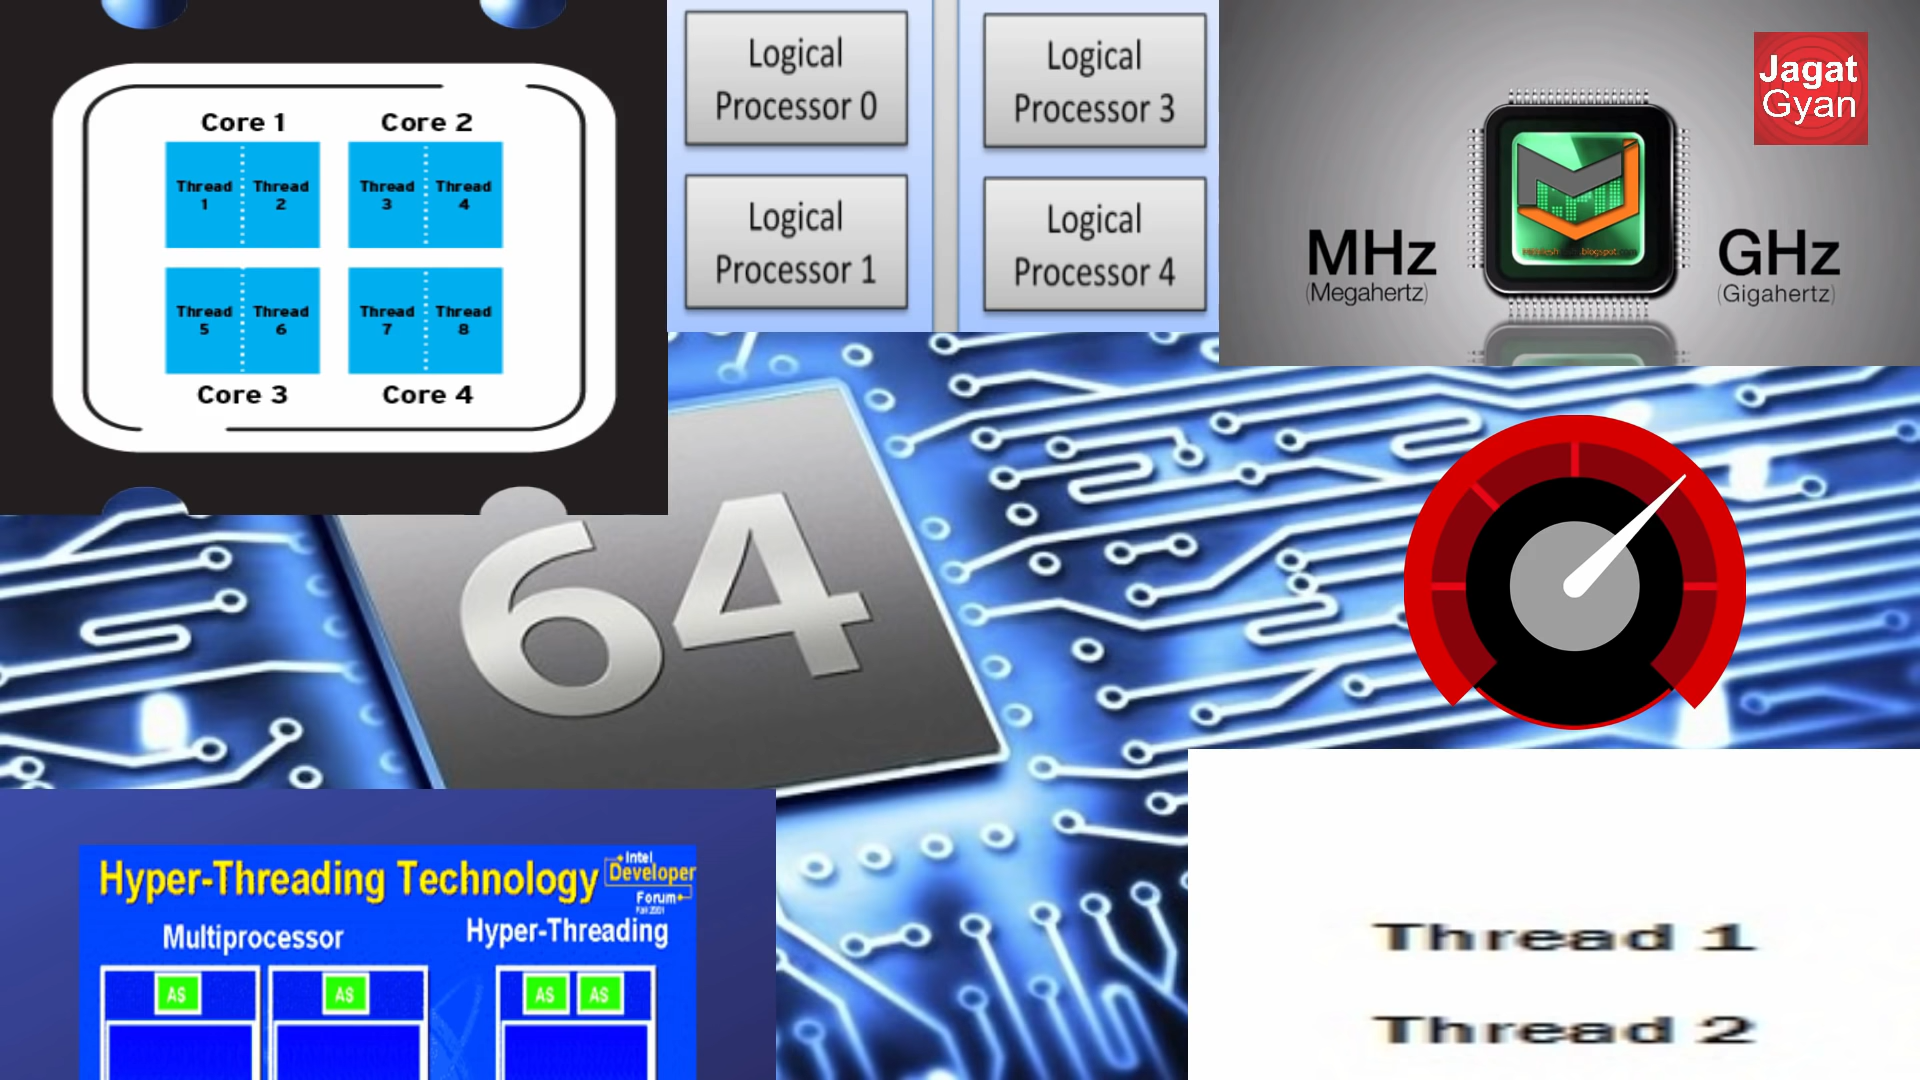 Core 1
Core 2
Thread 1
Thread 2
Thread 3
Thread 4
Thread 5
Thread 6
Thread 7
Thread 8
Core 3
Core 4
Logical
Processor 0
Logical
Processor 3
Logical
Processor 1
Logical
Processor 4
Jagat
Gyan
MHz
(Megahertz)
GHz
(Gigahertz)
64
Hyper-Threading Technology
Intel
Developer
Forum
Fall 2001
Multiprocessor
Hyper-Threading
AS
AS
AS
AS
Thread 1
Thread 2